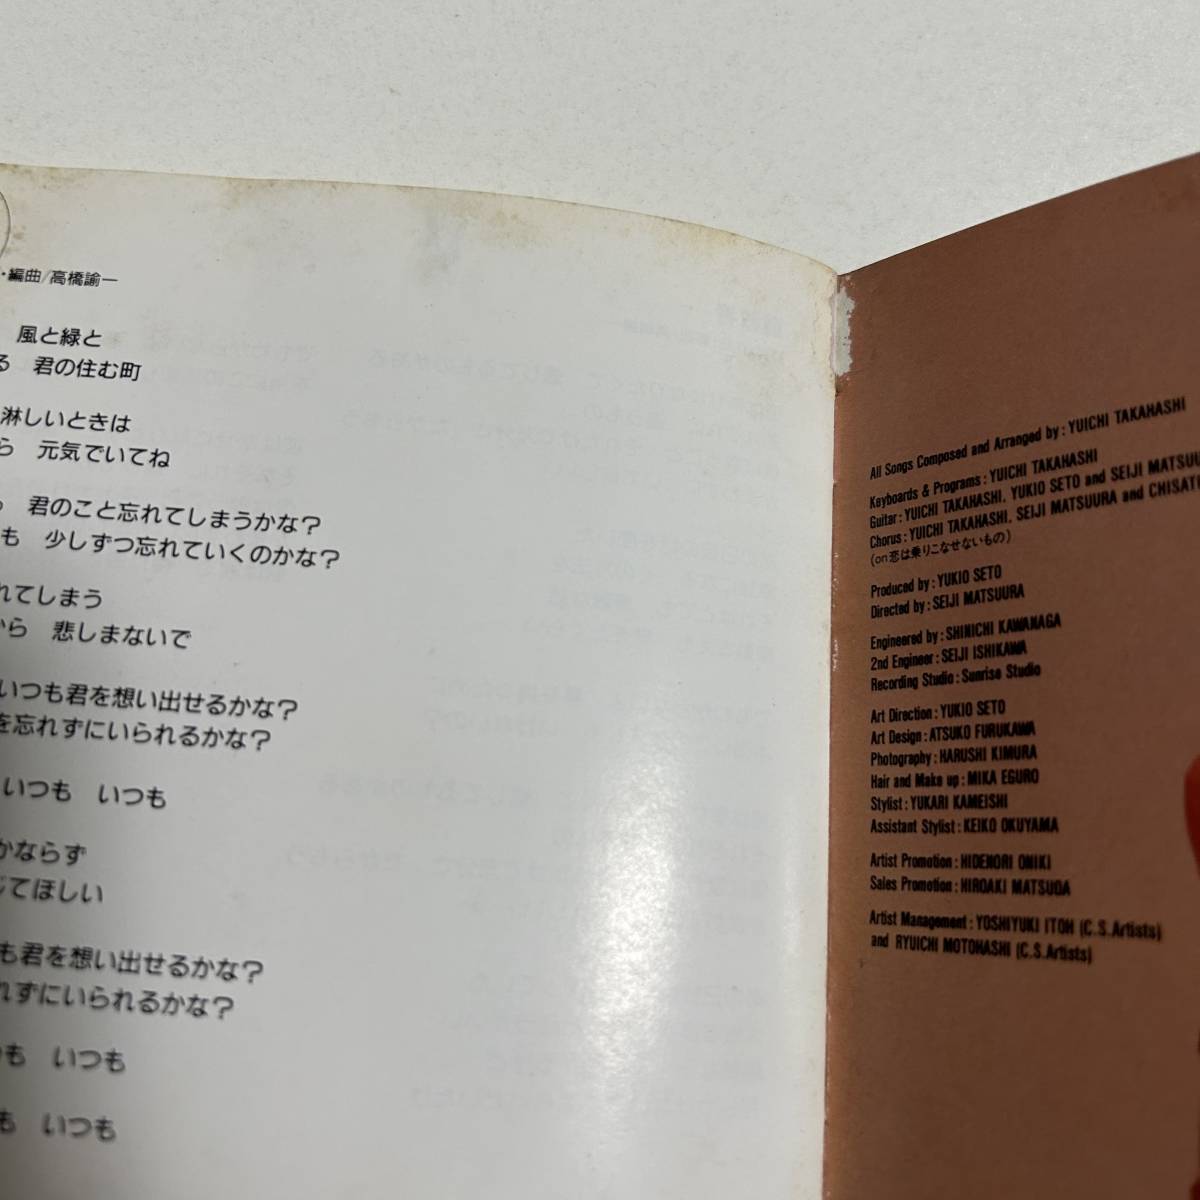 ・編曲/高橋諭一
風と緑と
る 君の住む町
淋しいときは
ら 元気でいてね
君のこと忘れてしまうかな?
も 少しずつ忘れていくのかな?
れてしまう
から 悲しまないで
いつも君を想い出せるかな?
を忘れずにいられるかな?
いつも いつも
かならず
じてほしい
も君を想い出せるかな?
れずにいられるかな?
も いつも
も いつも
All Songs Composed and Arranged by : YUICHI TAKAHASHI
Keyboards & Programs : YUICHI TAKAHASHI
Guitar : YUICHI TAKAHASHI, YUKIO SETO and SEIJI MATSUU
Chorus : YUICHI TAKAHASHI, SEIJI MATSUURA and CHISAT
(on恋は乗りこなせないもの)
Produced by : YUKIO SETO
Directed by : SEIJI MATSUURA
Engineered by : SHINICHI KAWANAGA
2nd Engineer : SEIJI ISHIKAWA
Recording Studio : Sunrise Studio
Art Direction : YUKIO SETO
Art Design : ATSUKO FURUKAWA
Photography : HARUSHI KIMURA
Hair and Make up : MIKA EGURO
Stylist : YUKARI KAMEISHI
Assistant Stylist : KEIKO OKUYAMA
Artist Promotion : HIDENORI ONIKI
Sales Promotion : HIROAKI MATSUDA
Artist Management : YOSHIYUKI ITOH (C.S.Artists)
and RYUICHI MOTOHASHI (C.S.Artists)